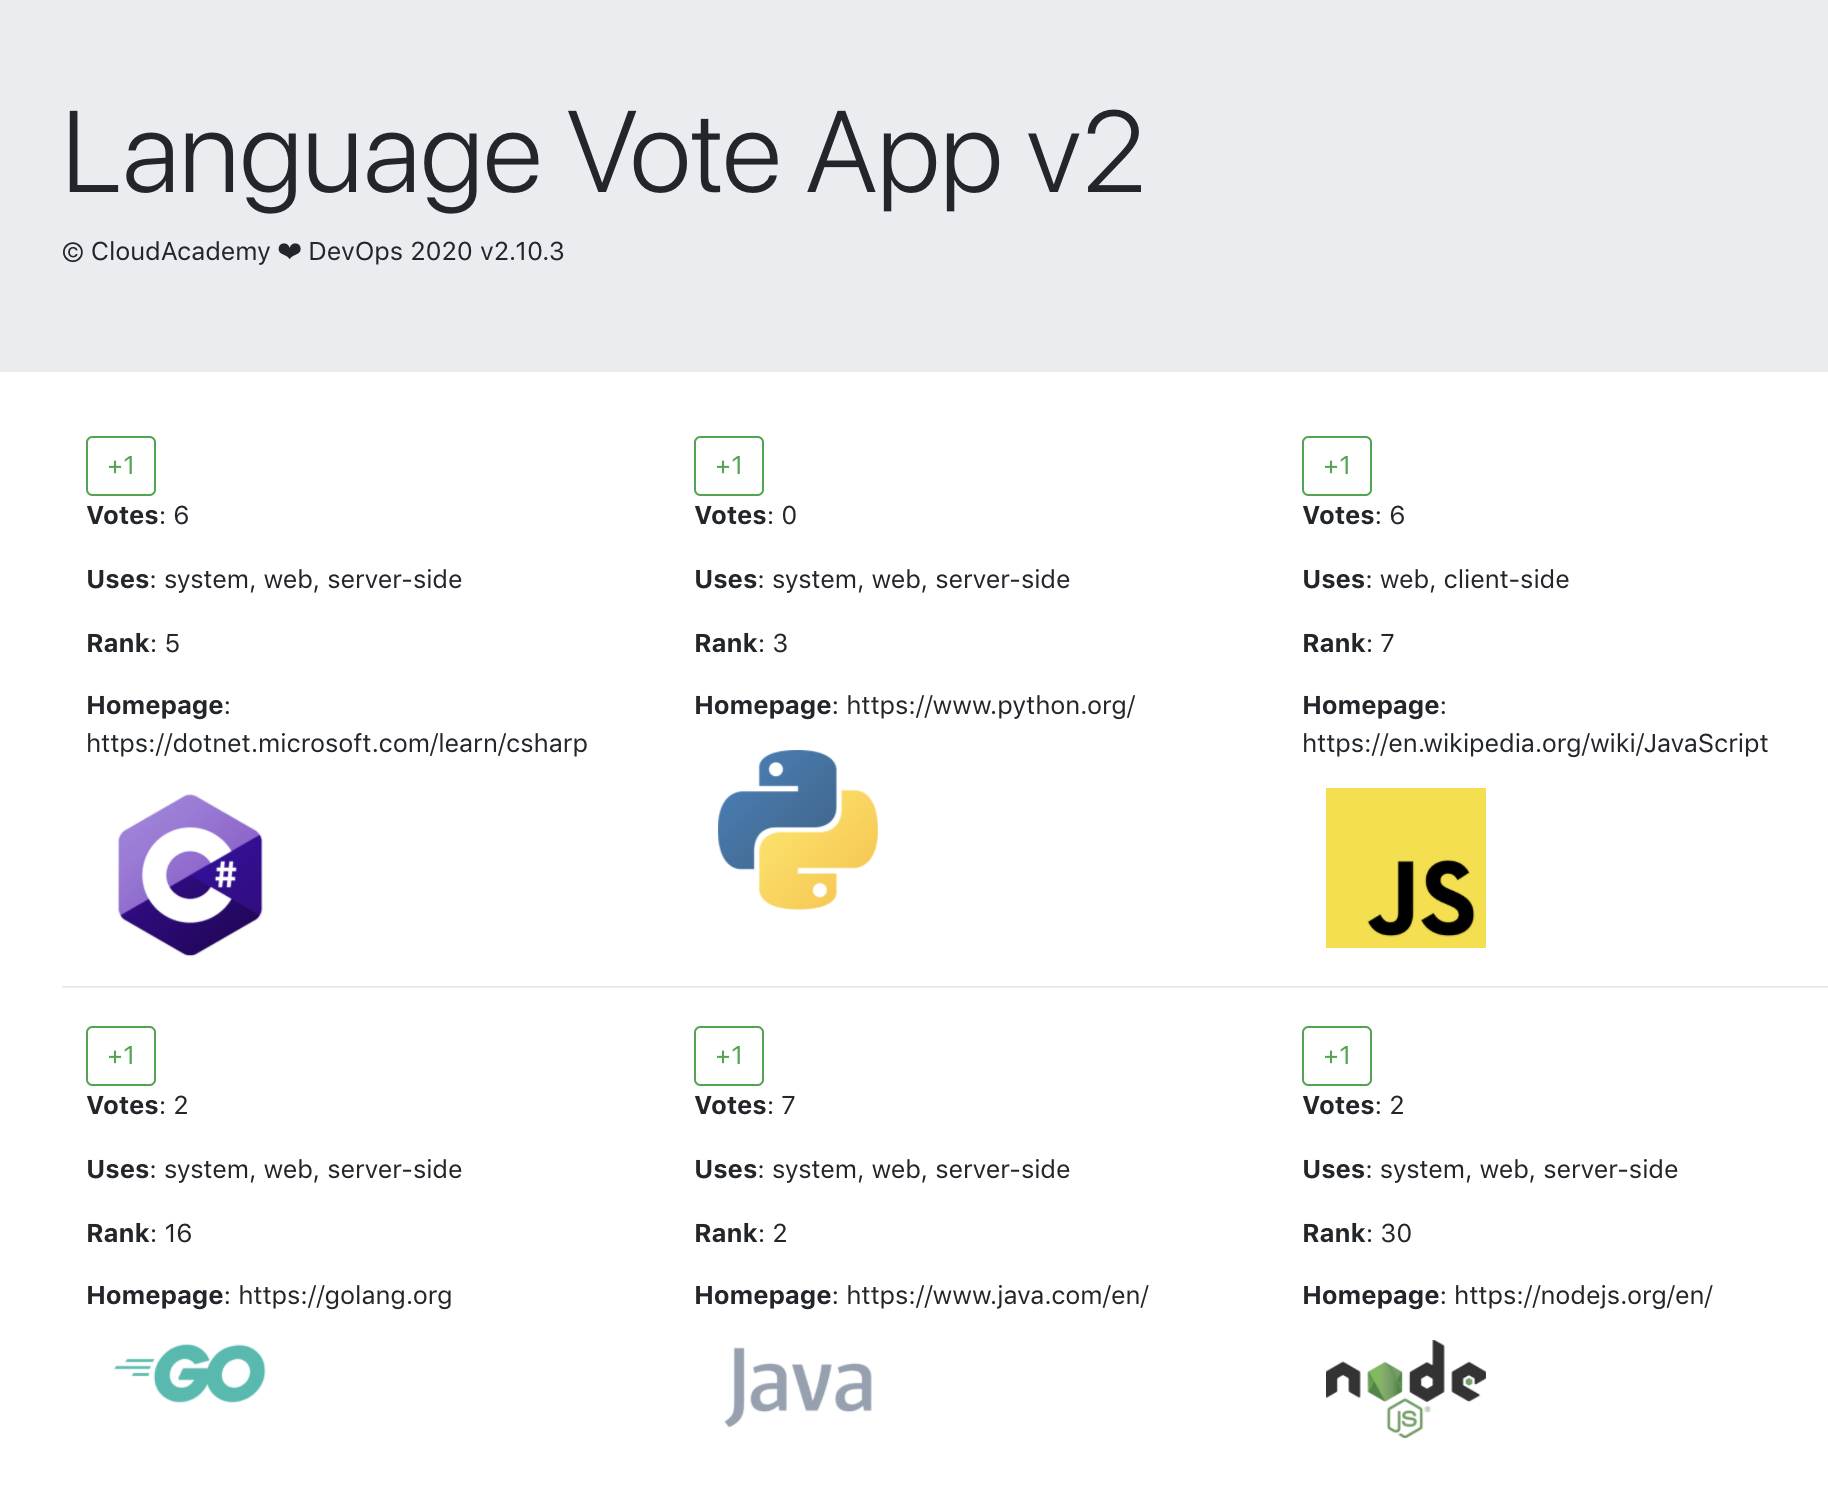 Language Vote App v2
© CloudAcademy ❤ DevOps 2020 v2.10.3
+1
Votes: 6
Uses: system, web, server-side
Rank: 5
Homepage:
https://dotnet.microsoft.com/learn/csharp
C#
+1
Votes: 0
Uses: system, web, server-side
Rank: 3
Homepage: https://www.python.org/
+1
Votes: 6
Uses: web, client-side
Rank: 7
Homepage:
https://en.wikipedia.org/wiki/JavaScript
JS
+1
Votes: 2
Uses: system, web, server-side
Rank: 16
Homepage: https://golang.org
GO
+1
Votes: 7
Uses: system, web, server-side
Rank: 2
Homepage: https://www.java.com/en/
Java
+1
Votes: 2
Uses: system, web, server-side
Rank: 30
Homepage: https://nodejs.org/en/
node
JS®